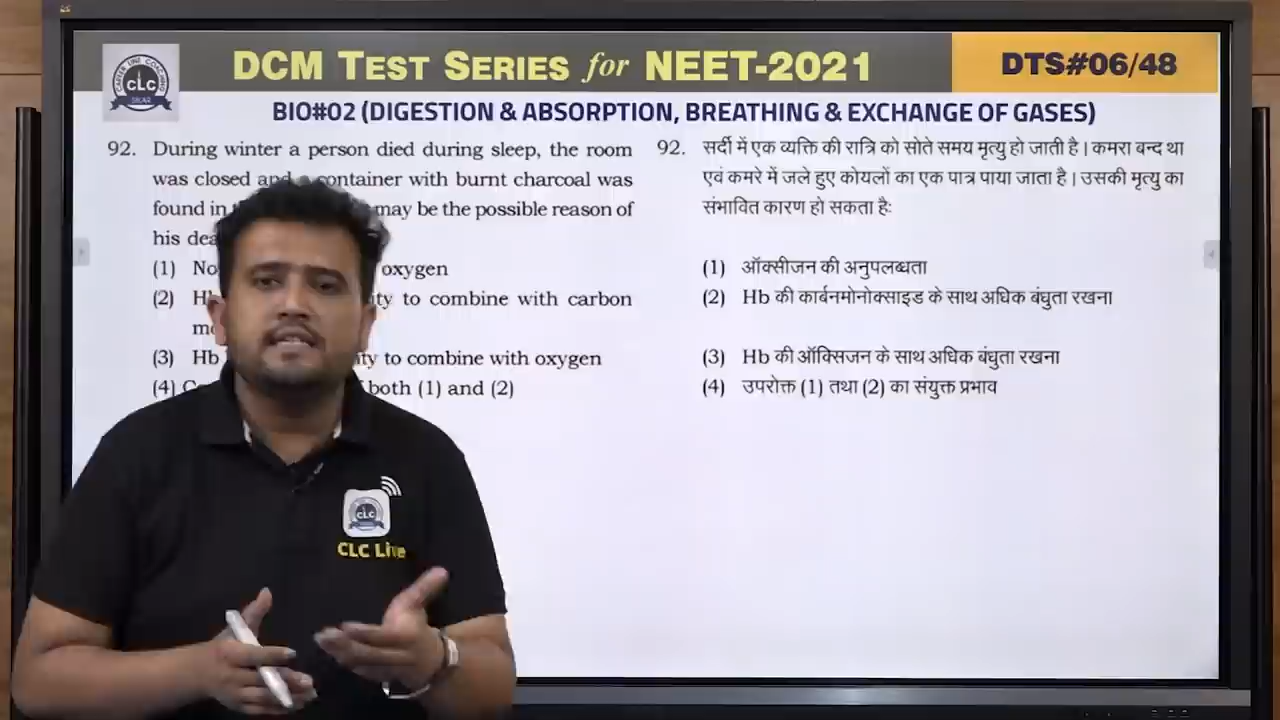 DCM TEST SERIES for NEET-2021
DTS#06/48
CLC
BIO#02 (DIGESTION & ABSORPTION, BREATHING & EXCHANGE OF GASES)
92. During winter a person died during sleep, the room
was closed and a container with burnt charcoal was
found in may be the possible reason of
his
(1) oxygen
(2) to combine with carbon
(3) Hb to combine with oxygen
(4) both (1) and (2)
92. सर्दी में एक व्यक्ति की रात्रि को सोते समय मृत्यु हो जाती है। कमरा बन्द था
एवं कमरे में जले हुए कोयलों का एक पात्र पाया जाता है। उसकी मृत्यु का
संभावित कारण हो सकता है:
(1) ऑक्सीजन की अनुपलब्धता
(2) Hb की कार्बनमोनोक्साइड के साथ अधिक बंधुता रखना
(3) Hb की ऑक्सिजन के साथ अधिक बंधुता रखना
(4) उपरोक्त (1) तथा (2) का संयुक्त प्रभाव
CLC
CLC Live